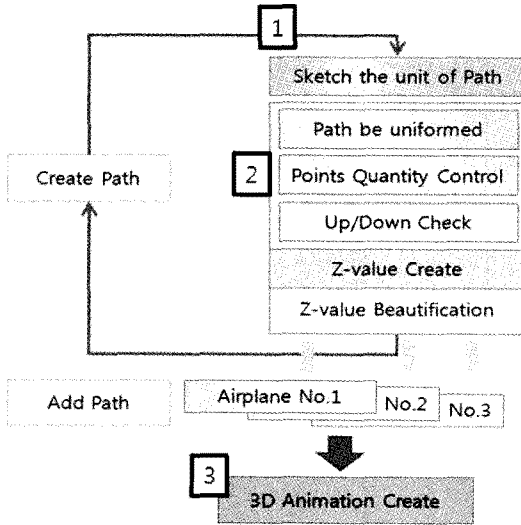 1
Sketch the unit of Path
Path be uniformed
2
Points Quantity Control
Create Path
Up/Down Check
Z-value Create
Z-value Beautification
Add Path
Airplane No.1
No.2
No.3
3
3D Animation Create